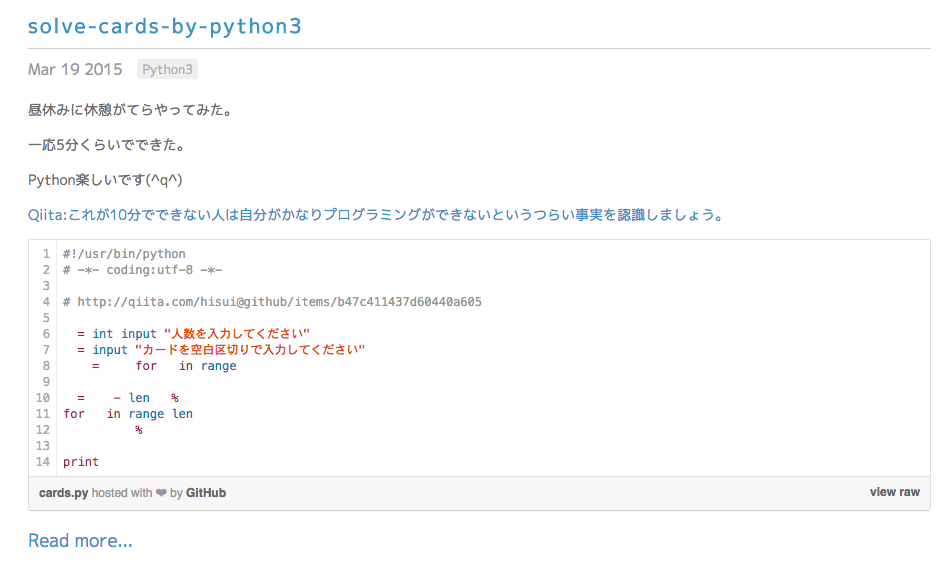 solve-cards-by-python3
Mar 19 2015 Python3
昼休みに休憩がてらやってみた。
一応5分くらいでできた。
Python楽しいです(^q^)
Qiita:これが10分でできない人は自分がかなりプログラミングができないというつらい事実を認識しましょう。
1 #!/usr/bin/python
2 # -*- coding:utf-8 -*-
3
4 # http://qiita.com/hisui@github/items/b47c411437d60440a605
5
6 = int input "人数を入力してください"
7 = input "カードを空白区切りで入力してください"
8 = for in range
9
10 = - len %
11 for in range len
12 %
13
14 print
cards.py hosted with ❤ by GitHub view raw
Read more...